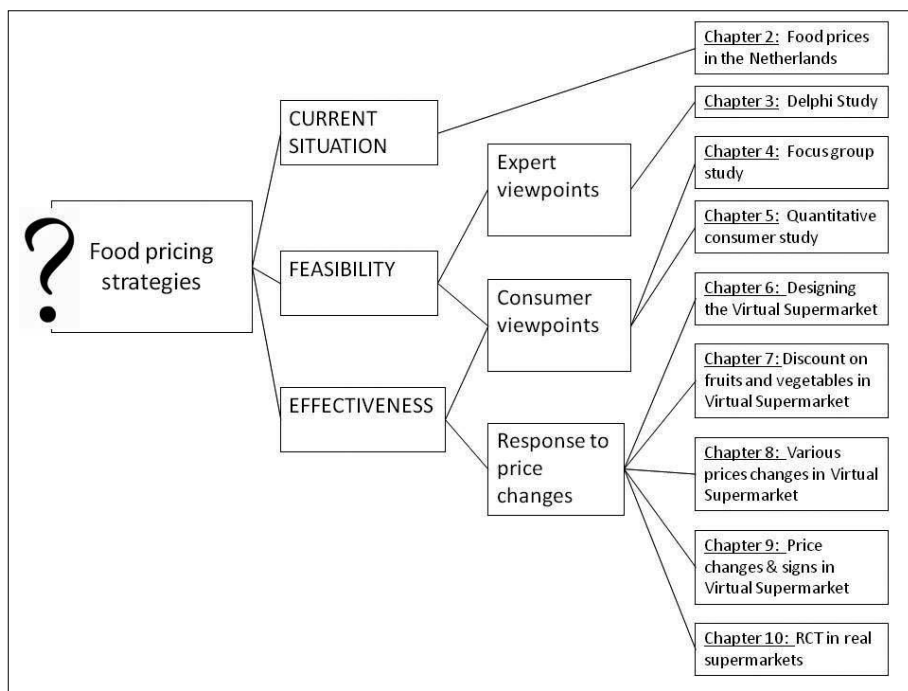 ?
Food pricing
strategies
CURRENT
SITUATION
FEASIBILITY
EFFECTIVENESS
Expert
viewpoints
Consumer
viewpoints
Response to
price
changes
Chapter 2: Food prices
in the Netherlands
Chapter 3: Delphi Study
Chapter 4: Focus group
study
Chapter 5: Quantitative
consumer study
Chapter 6: Designing
the Virtual Supermarket
Chapter 7: Discount on
fruits and vegetables in
Virtual Supermarket
Chapter 8: Various
prices changes in Virtual
Supermarket
Chapter 9: Price
changes & signs in
Virtual Supermarket
Chapter 10: RCT in real
supermarkets